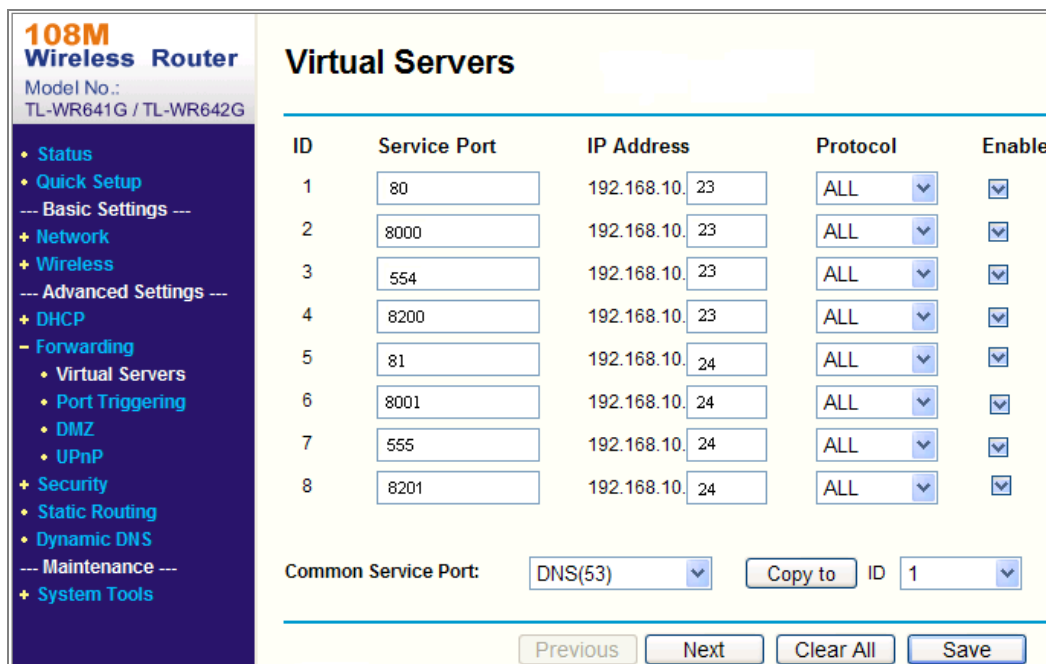 108M
Wireless Router
Model No.:
TL-WR641G / TL-WR642G
Status
Quick Setup
--- Basic Settings ---
+ Network
+ Wireless
--- Advanced Settings ---
+ DHCP
− Forwarding
Virtual Servers
Port Triggering
DMZ
UPnP
+ Security
Static Routing
Dynamic DNS
--- Maintenance ---
+ System Tools
Virtual Servers
ID Service Port IP Address Protocol Enable
1 80 192.168.10. 23 ALL
2 8000 192.168.10. 23 ALL
3 554 192.168.10. 23 ALL
4 8200 192.168.10. 23 ALL
5 81 192.168.10. 24 ALL
6 8001 192.168.10. 24 ALL
7 555 192.168.10. 24 ALL
8 8201 192.168.10. 24 ALL
Common Service Port: DNS(53) Copy to ID 1
Previous Next Clear All Save